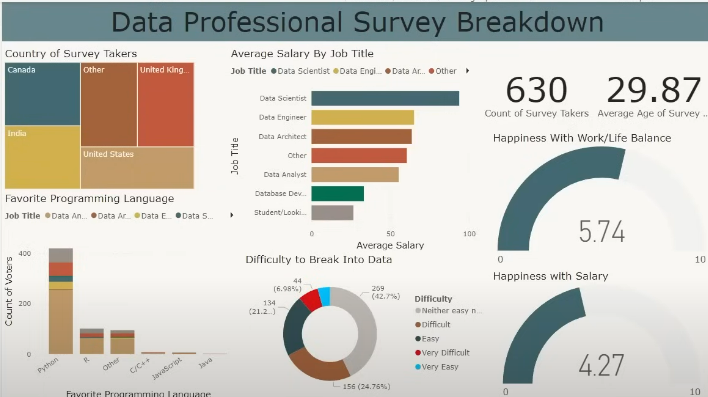 Data Professional Survey Breakdown
Country of Survey Takers
Canada
Other
United King...
India
United States
Average Salary By Job Title
Job Title Data Scientist Data Engi... Data Ar... Other
Job Title
Data Scientist
Data Engineer
Data Architect
Other
Data Analyst
Database Dev...
Student/Looki...
0 50 100
Average Salary
630
Count of Survey Takers
29.87
Average Age of Survey ..
Happiness With Work/Life Balance
5.74
0 10
Favorite Programming Language
Job Title Data An... Data Ar... Data E... Data S...
Count of Voters
400
200
0
Python R Other C/C++ JavaScript Java
Favorite Programming Language
Difficulty to Break Into Data
44
(6.98%)
269
(42.7%)
134
(21.2...)
156 (24.76%)
Difficulty
Neither easy n...
Difficult
Easy
Very Difficult
Very Easy
Happiness with Salary
4.27
0 10